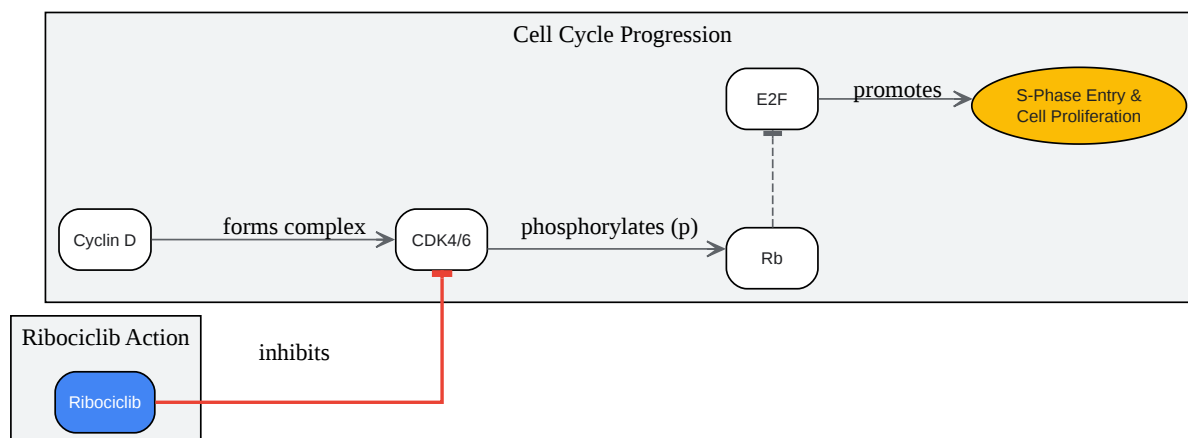 Cell Cycle Progression
E2F
promotes
S-Phase Entry &
Cell Proliferation
Cyclin D
forms complex
CDK4/6
phosphorylates (p)
Rb
Ribociclib Action
inhibits
Ribociclib